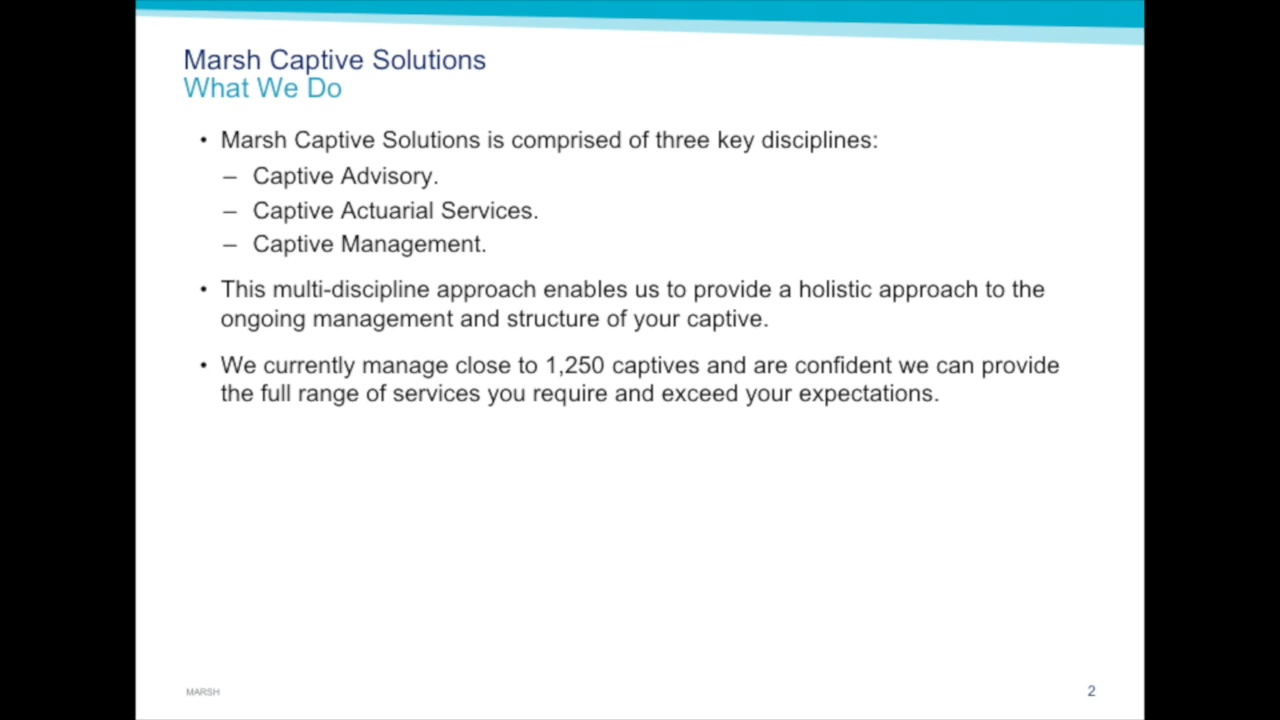 Marsh Captive Solutions
What We Do
• Marsh Captive Solutions is comprised of three key disciplines:
– Captive Advisory.
– Captive Actuarial Services.
– Captive Management.
• This multi-discipline approach enables us to provide a holistic approach to the
ongoing management and structure of your captive.
• We currently manage close to 1,250 captives and are confident we can provide
the full range of services you require and exceed your expectations.
MARSH
2